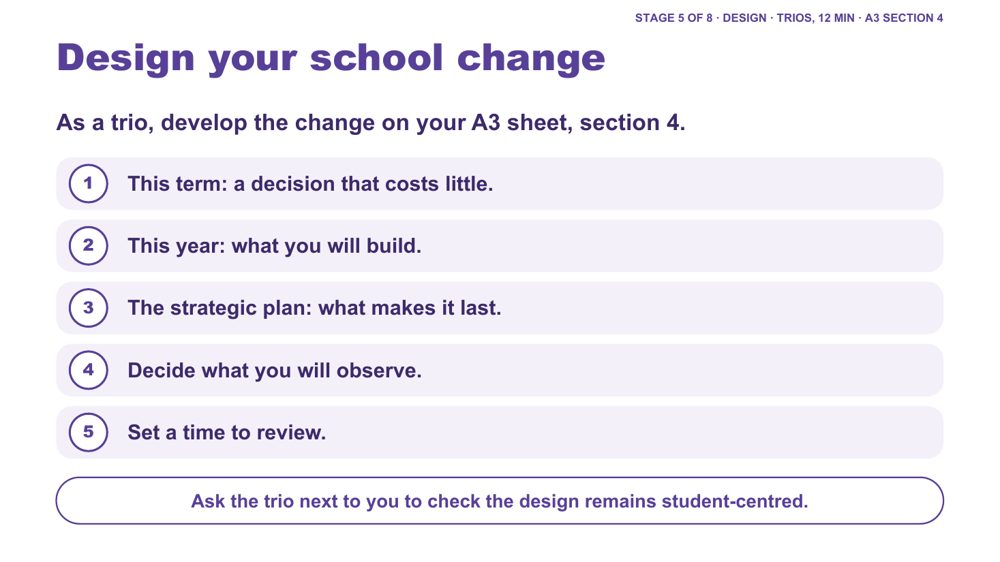 STAGE 5 OF 8 · DESIGN · TRIOS, 12 MIN · A3 SECTION 4
Design your school change
As a trio, develop the change on your A3 sheet, section 4.
1 This term: a decision that costs little.
2 This year: what you will build.
3 The strategic plan: what makes it last.
4 Decide what you will observe.
5 Set a time to review.
Ask the trio next to you to check the design remains student-centred.